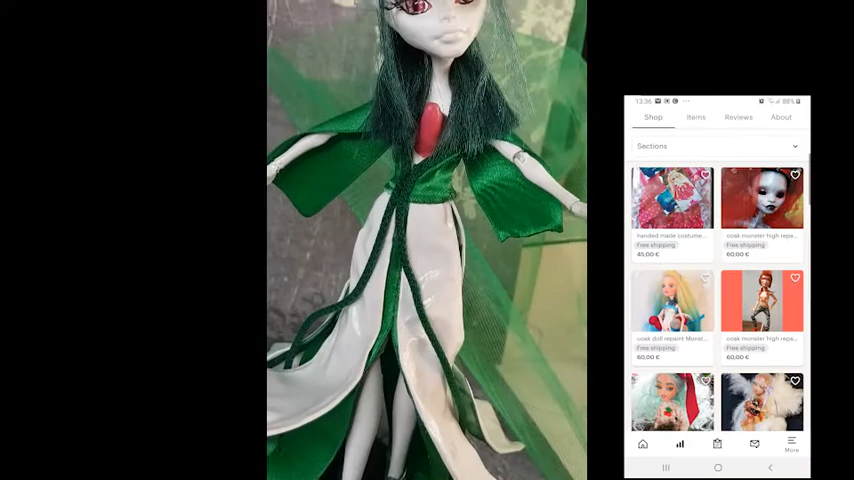 13:36
88%
Shop Items Reviews About
Sections
handed made costume... ooak monster high repa...
Free shipping Free shipping
45,00 € 60,00 €
ooak doll repaint Monst... ooak monster high repa...
Free shipping Free shipping
60,00 € 60,00 €
More